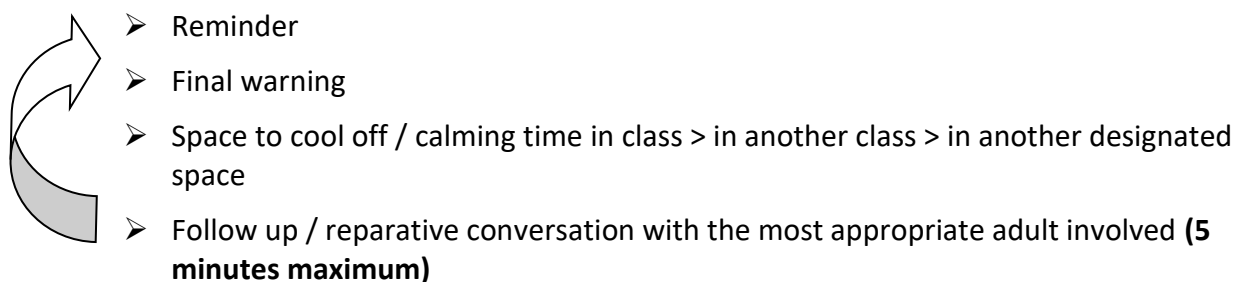 ➢ Reminder
➢ Final warning
➢ Space to cool off / calming time in class > in another class > in another designated
space
➢ Follow up / reparative conversation with the most appropriate adult involved (5
minutes maximum)